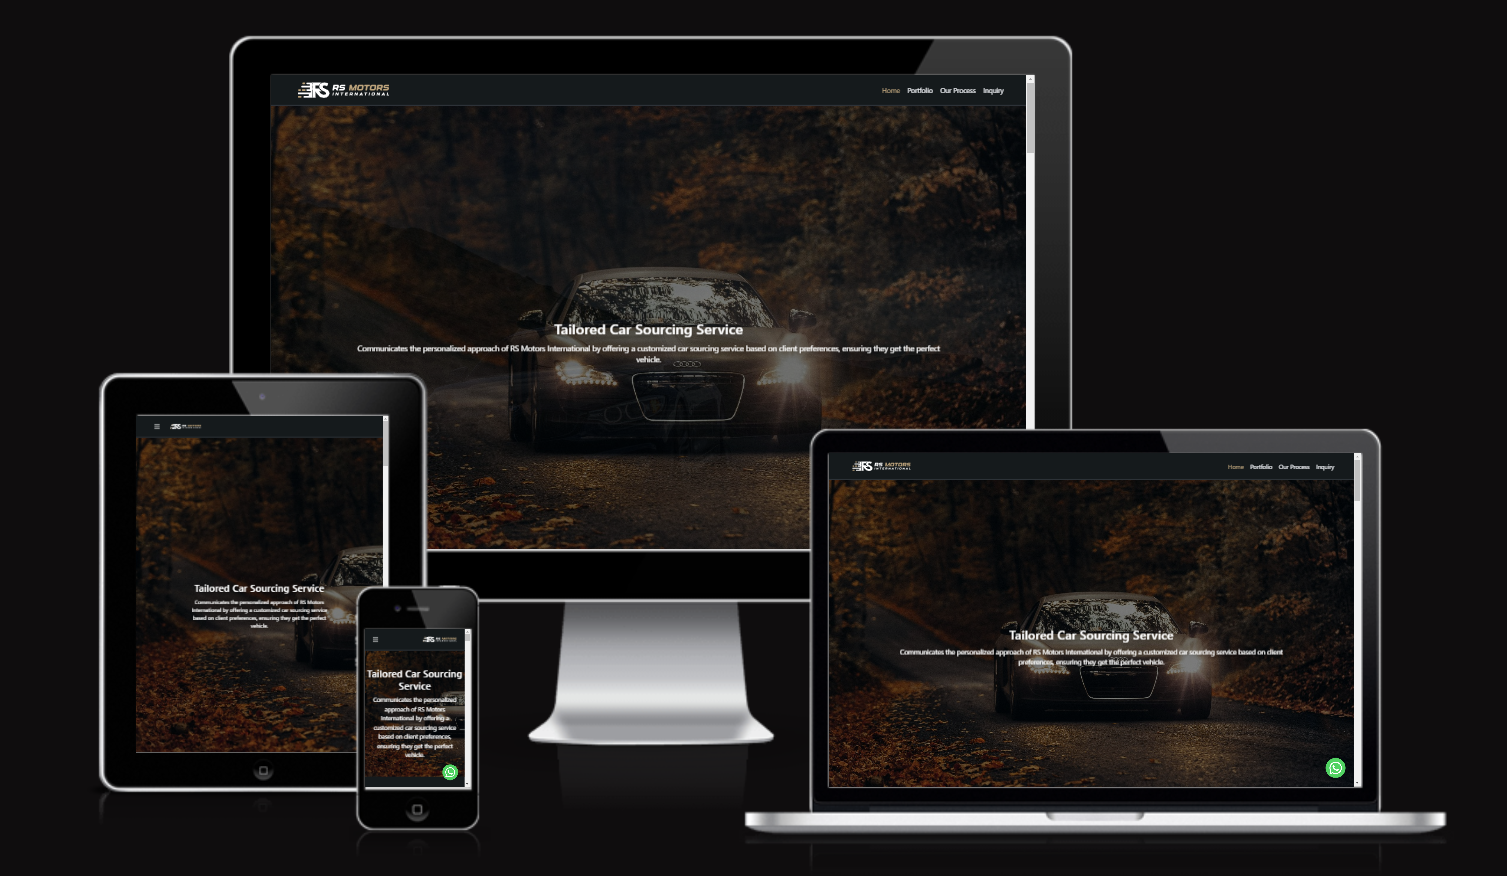 RS MOTORS
INTERNATIONAL
Home Portfolio Our Process Inquiry
Tailored Car Sourcing Service
Communicates the personalized approach of RS Motors International by offering a customized car sourcing service based on client preferences, ensuring they get the perfect
vehicle.
RS MOTORS
Tailored Car Sourcing Service
Communicates the personalized approach of RS Motors
International by offering a customized car sourcing service
based on client preferences, ensuring they get the perfect
vehicle.
RS MOTORS
Tailored Car Sourcing
Service
Communicates the personalized
approach of RS Motors
International by offering a
customized car sourcing service
based on client preferences,
ensuring they get the perfect
vehicle.
RS MOTORS
INTERNATIONAL
Home Portfolio Our Process Inquiry
Tailored Car Sourcing Service
Communicates the personalized approach of RS Motors International by offering a customized car sourcing service based on client
preferences, ensuring they get the perfect vehicle.